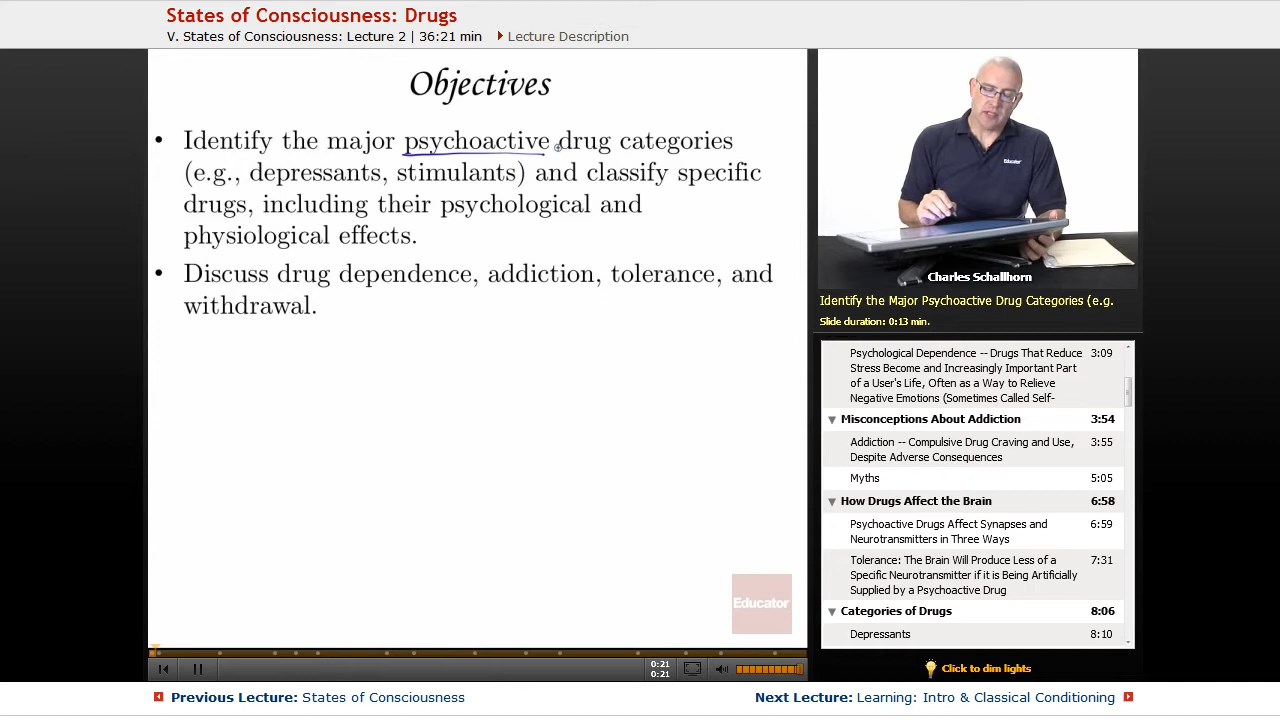 States of Consciousness: Drugs
V. States of Consciousness: Lecture 2 | 36:21 min
Lecture Description
Objectives
• Identify the major psychoactive drug categories
(e.g., depressants, stimulants) and classify specific
drugs, including their psychological and
physiological effects.
• Discuss drug dependence, addiction, tolerance, and
withdrawal.
Educator
Educator
Charles Schallhorn
Identify the Major Psychoactive Drug Categories (e.g.
Slide duration: 0:13 min.
Psychological Dependence -- Drugs That Reduce 3:09
Stress Become and Increasingly Important Part
of a User's Life, Often as a Way to Relieve
Negative Emotions (Sometimes Called Self-
Misconceptions About Addiction 3:54
Addiction -- Compulsive Drug Craving and Use, 3:55
Despite Adverse Consequences
Myths 5:05
How Drugs Affect the Brain 6:58
Psychoactive Drugs Affect Synapses and 6:59
Neurotransmitters in Three Ways
Tolerance: The Brain Will Produce Less of a 7:31
Specific Neurotransmitter if it is Being Artificially
Supplied by a Psychoactive Drug
Categories of Drugs 8:06
Depressants 8:10
0:21
0:21
Click to dim lights
Previous Lecture: States of Consciousness
Next Lecture: Learning: Intro & Classical Conditioning